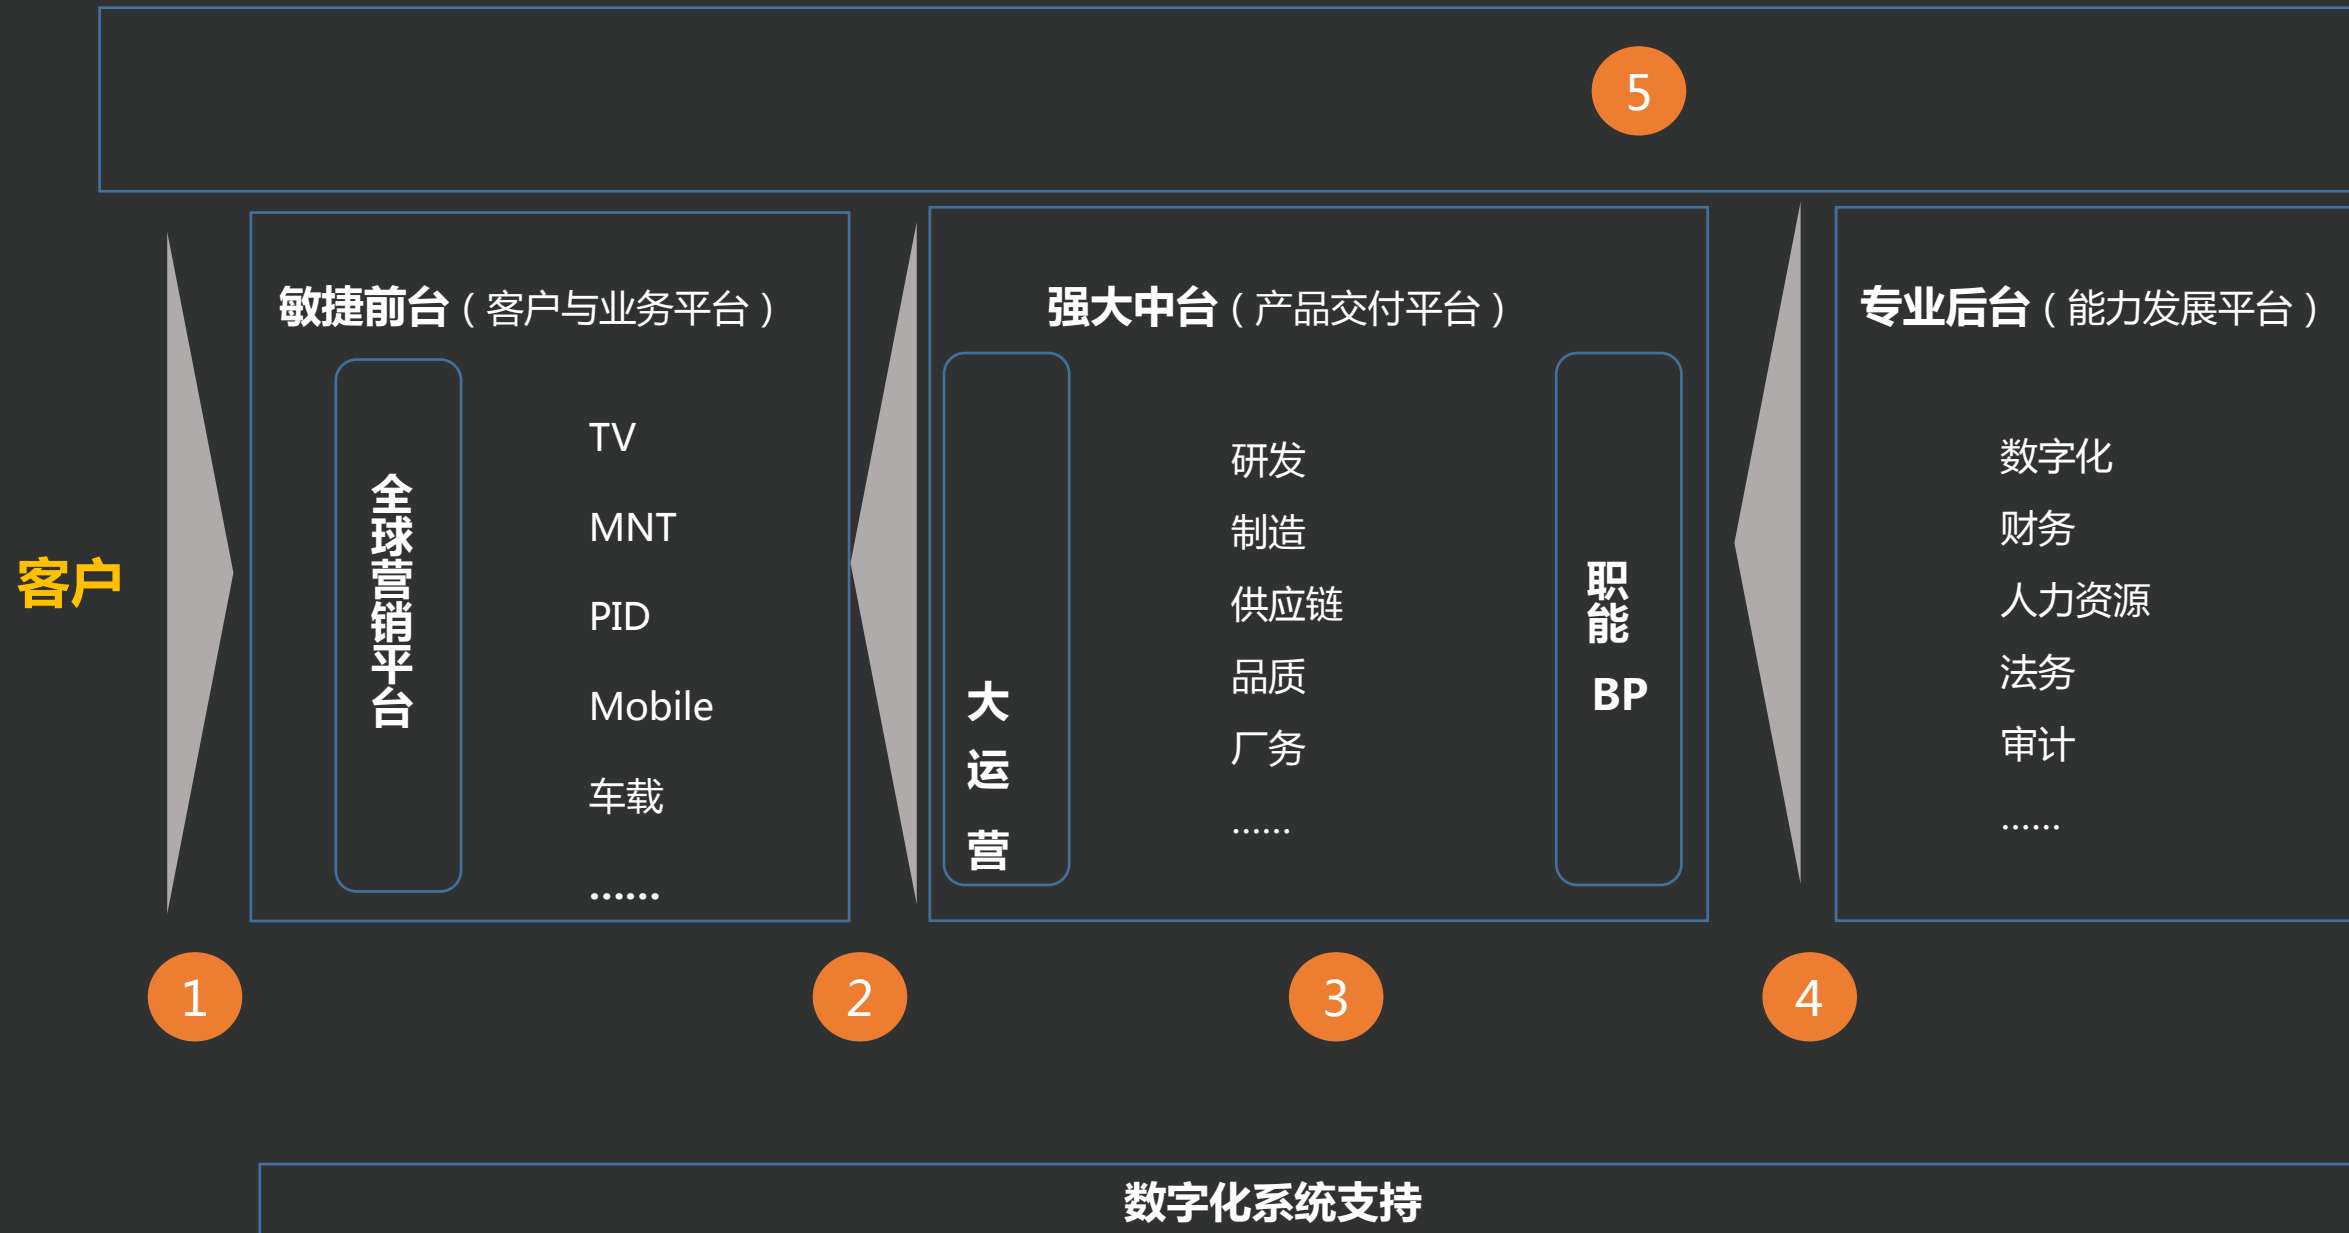 5
敏捷前台（客户与业务平台）
强大中台（产品交付平台）
专业后台（能力发展平台）
客户
全球营销平台
TV
MNT
PID
Mobile
车载
......
大运营
研发
制造
供应链
品质
厂务
......
职能
BP
数字化
财务
人力资源
法务
审计
......
1
2
3
4
数字化系统支持